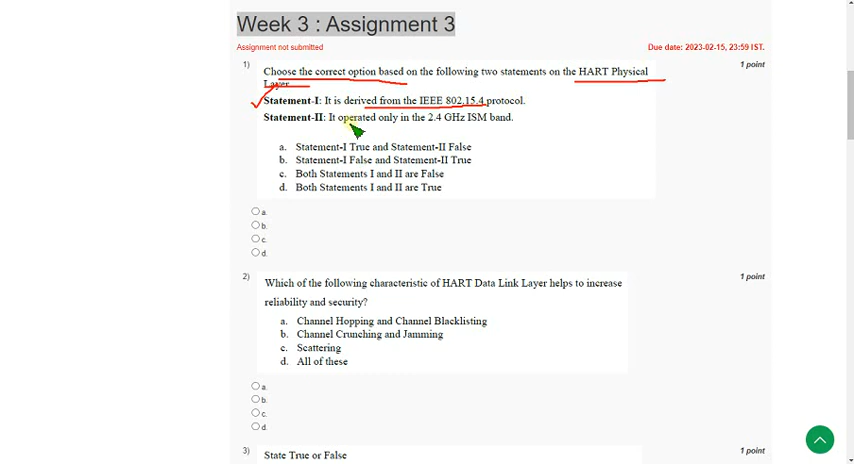 Week 3 : Assignment 3
Assignment not submitted
Due date: 2023-02-15, 23:59 IST.
1)
1 point
Choose the correct option based on the following two statements on the HART Physical
Layer.
Statement-I: It is derived from the IEEE 802.15.4 protocol.
Statement-II: It operated only in the 2.4 GHz ISM band.
a. Statement-I True and Statement-II False
b. Statement-I False and Statement-II True
c. Both Statements I and II are False
d. Both Statements I and II are True
a.
b.
c.
d.
2)
1 point
Which of the following characteristic of HART Data Link Layer helps to increase
reliability and security?
a. Channel Hopping and Channel Blacklisting
b. Channel Crunching and Jamming
c. Scattering
d. All of these
a.
b.
c.
d.
3)
1 point
State True or False